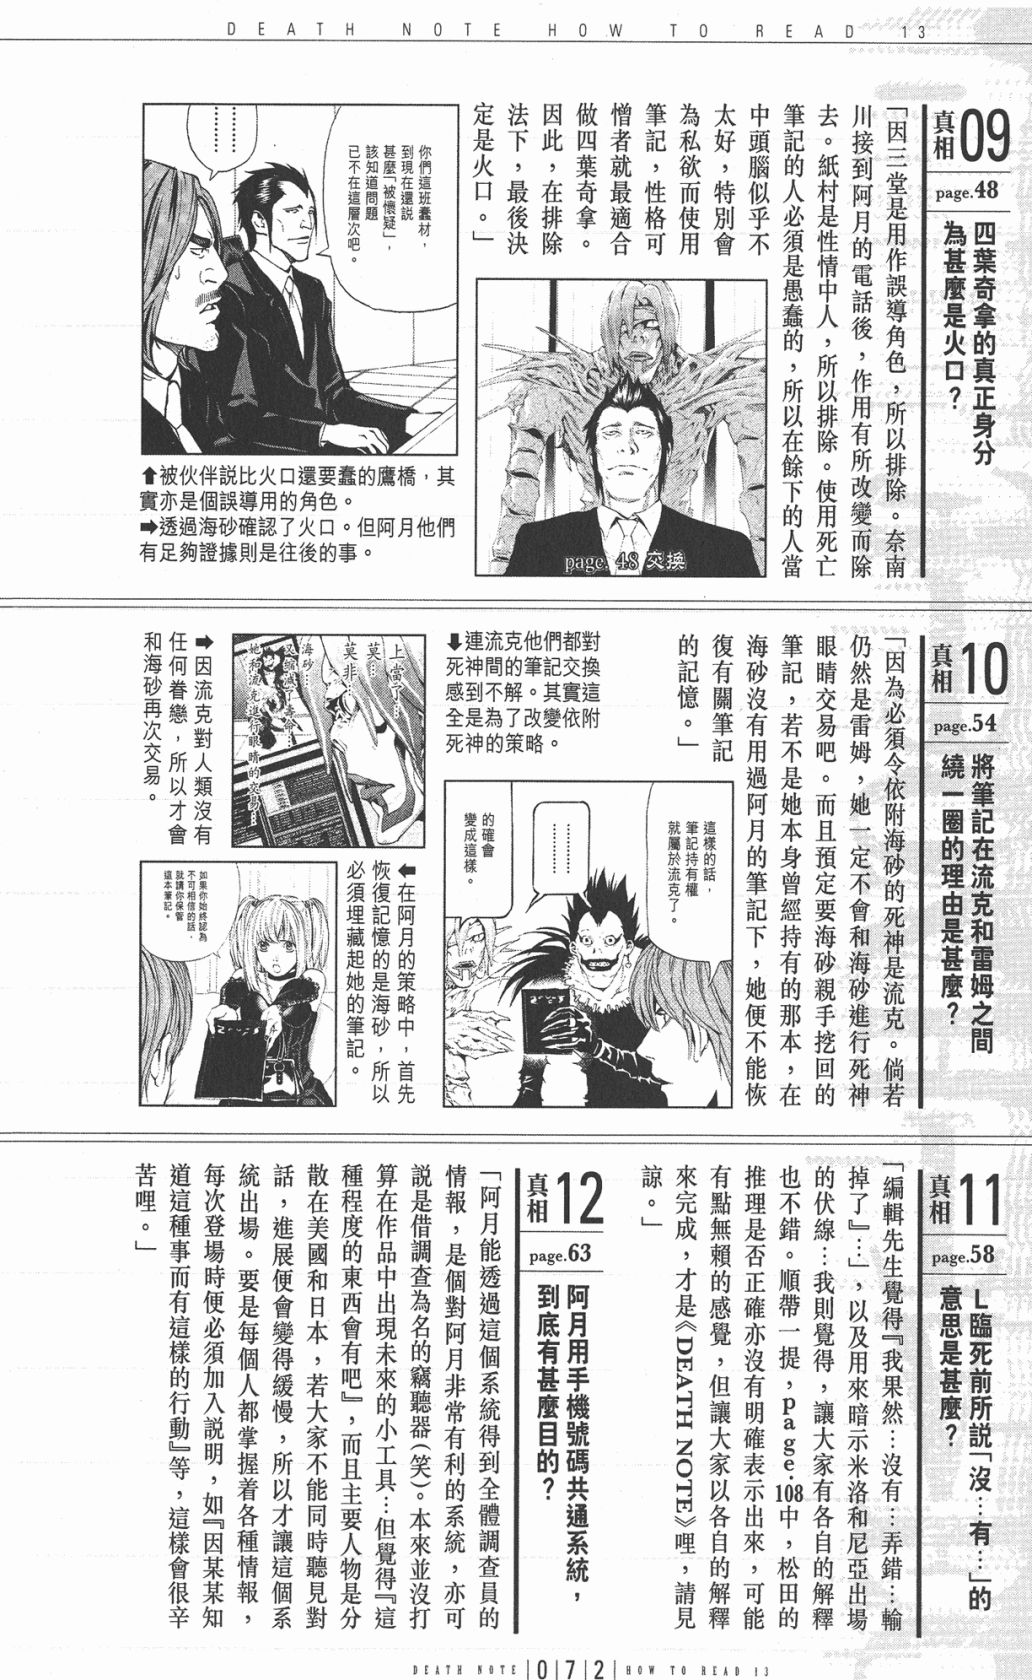 DEATH NOTE HOW TO READ 13
真相09
page.48
四葉奇拿的真正身分
為甚麼是火口？
「因三堂是用作誤導角色，所以排除。奈南
川接到阿月的電話後，作用有所改變而除
去。紙村是性情中人，所以排除。使用死亡
筆記的人必須是愚蠢的，所以在餘下的人當
中頭腦似乎不
太好，特別會
為私欲而使用
筆記，性格可
憎者就最適合
做四葉奇拿。
因此，在排除
法下，最後決
定是火口。」
page. 48 交換
你們這班蠢材，
到現在還說
甚麼「被懷疑」，
該知道問題
已不在這層次吧。
…………
⬆被伙伴説比火口還要蠢的鷹橋，其
實亦是個誤導用的角色。
➡透過海砂確認了火口。但阿月他們
有足夠證據則是往後的事。
真相10
page.54
將筆記在流克和雷姆之間
繞一圈的理由是甚麼？
「因為必須令依附海砂的死神是流克。倘若
仍然是雷姆，她一定不會和海砂進行死神
眼睛交易吧。而且預定要海砂親手挖回的
筆記，若不是她本身曾經持有的那本，在
海砂沒有用過阿月的筆記下，她便不能恢
復有關筆記
的記憶。」
⬇連流克他們都對
死神間的筆記交換
感到不解。其實這
全是為了改變依附
死神的策略。
這樣的話，
筆記持有權
就屬於流克了。
…………
的確會
變成這樣。
上當了…
莫…
莫非…
海砂…
又縮減了壽命…
她和流克進行眼睛的交易…
➡因流克對人類沒有
任何眷戀，所以才會
和海砂再次交易。
⬅在阿月的策略中，首先
恢復記憶的是海砂，所以
必須埋藏起她的筆記。
如果你始終認為
不可相信的話，
就請你保管
這本筆記。
真相11
page.58
L臨死前所説「沒…有…」的
意思是甚麼？
「編輯先生覺得『我果然…沒有…弄錯…輸
掉了』…」，以及用來暗示米洛和尼亞出場
的伏線…我則覺得，讓大家有各自的解釋
也不錯。順帶一提，page.108中，松田的
推理是否正確亦沒有明確表示出來，可能
有點無賴的感覺，但讓大家以各自的解釋
來完成，才是《DEATH NOTE》哩，請見
諒。」
真相12
page.63
阿月用手機號碼共通系統，
到底有甚麼目的？
「阿月能透過這個系統得到全體調查員的
情報，是個對阿月非常有利的系統，亦可
説是借調查為名的竊聽器(笑)。本來並沒打
算在作品中出現未來的小工具…但覺得『這
種程度的東西會有吧』，而且主要人物是分
散在美國和日本，若大家不能同時聽見對
話，進展便會變得緩慢，所以才讓這個系
統出場。要是每個人都掌握着各種情報，
每次登場時便必須加入説明，如『因某某知
道這種事而有這樣的行動』等，這樣會很辛
苦哩。」
DEATH NOTE 072 HOW TO READ 13